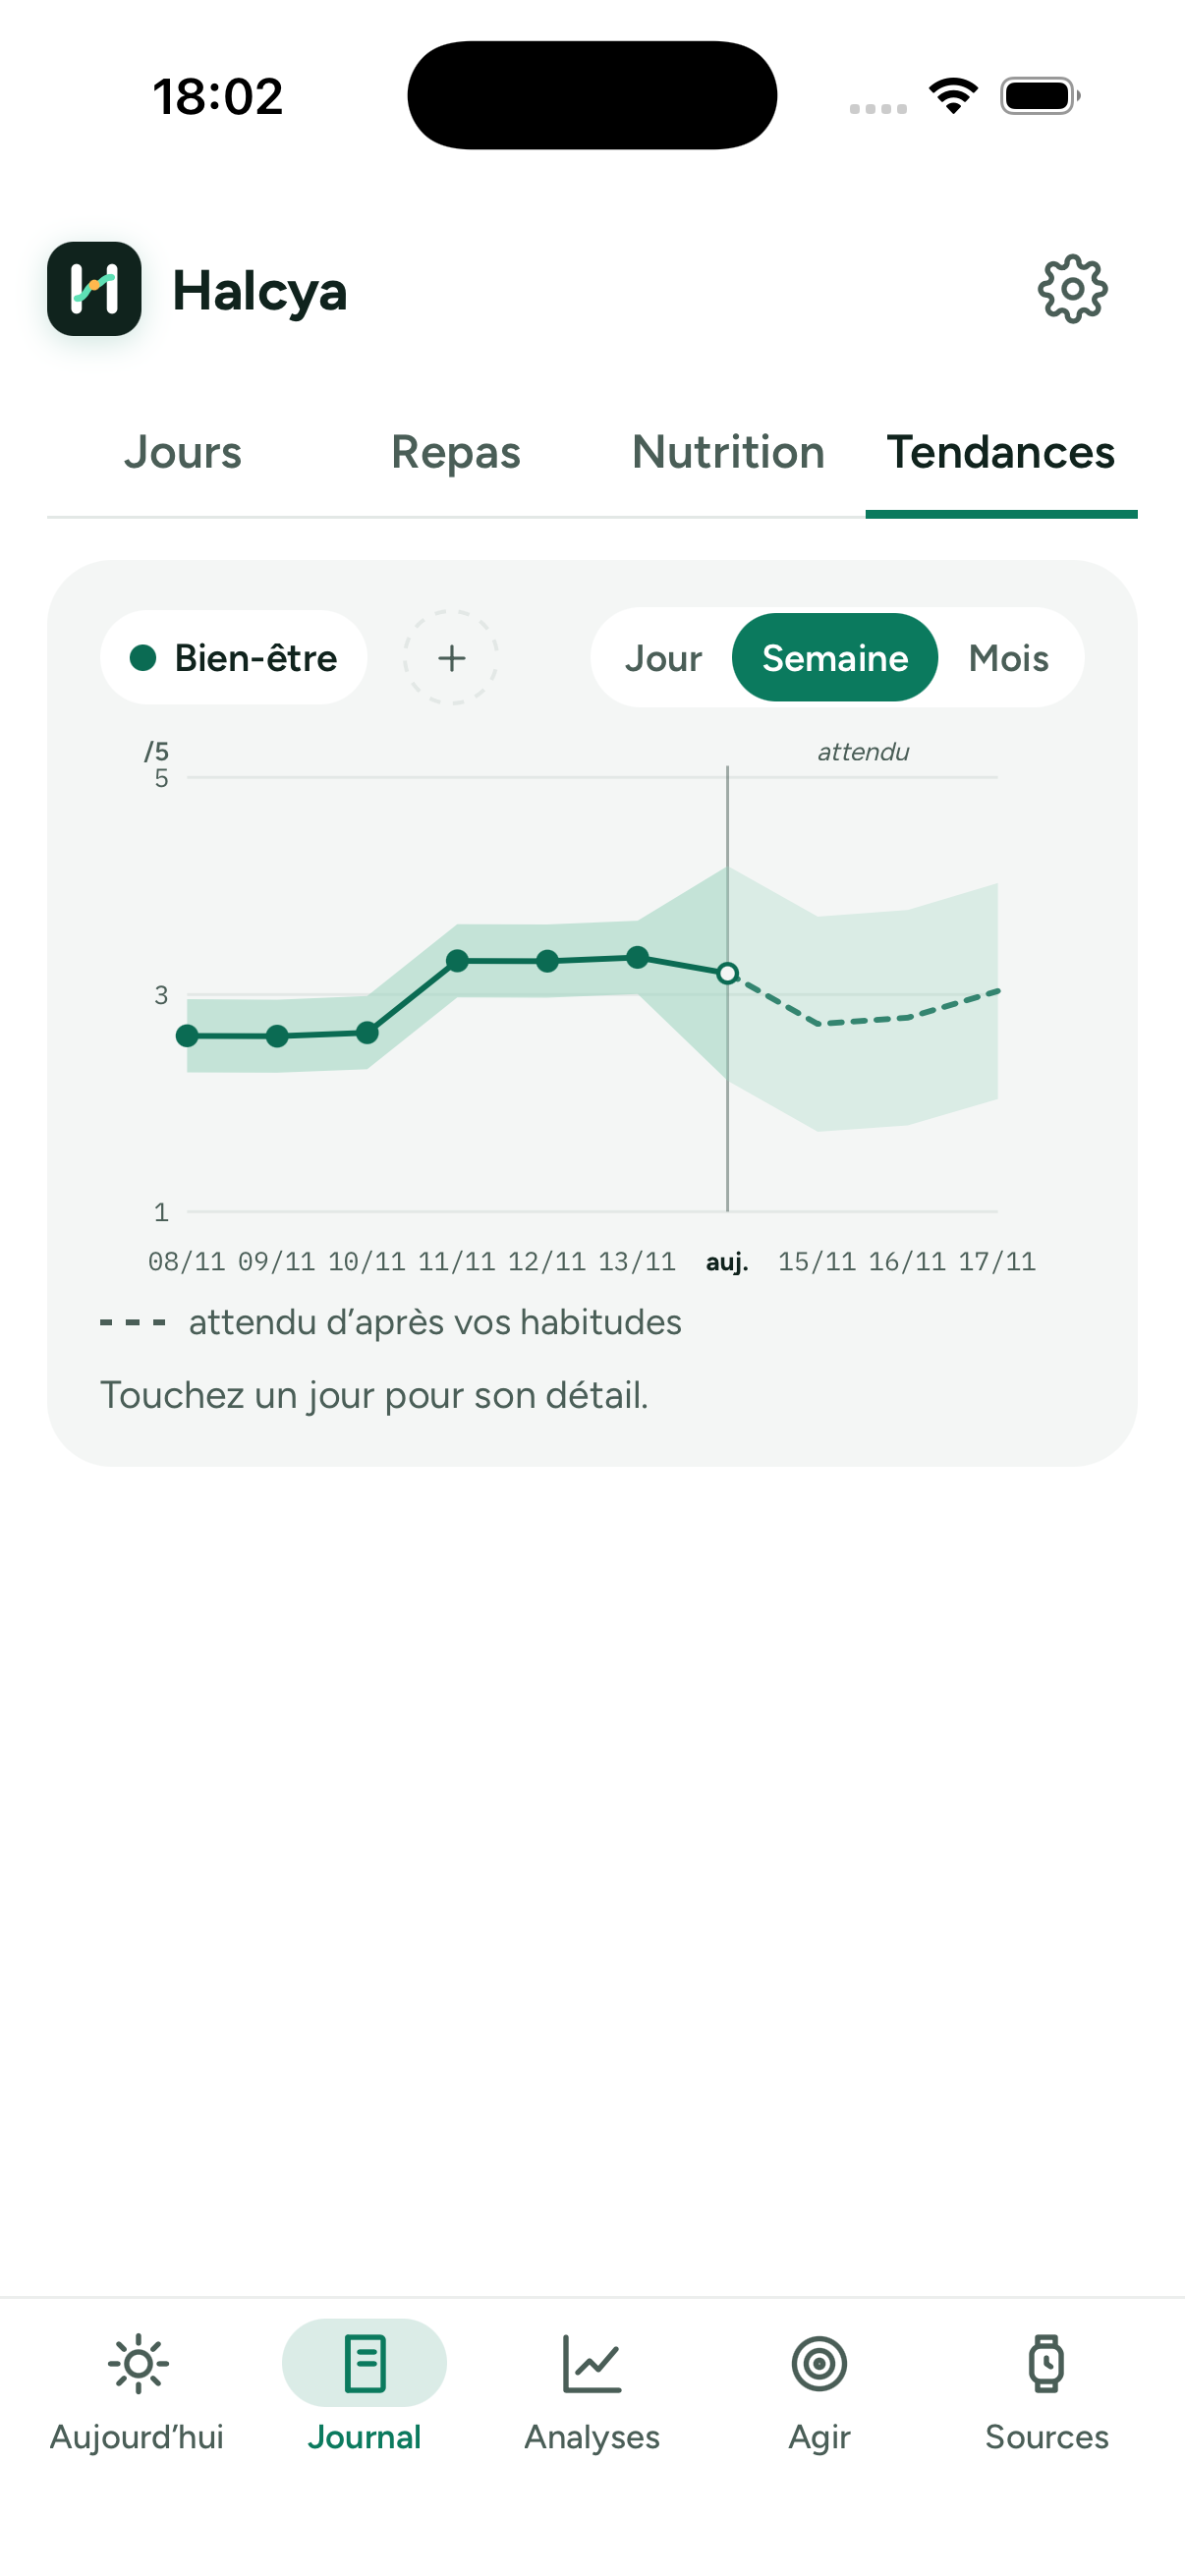 18:02
Halcya
Jours Repas Nutrition Tendances
Bien-être + Jour Semaine Mois
/5 attendu
5
3
1
08/11 09/11 10/11 11/11 12/11 13/11 auj. 15/11 16/11 17/11
attendu d’après vos habitudes
Touchez un jour pour son détail.
Aujourd’hui Journal Analyses Agir Sources